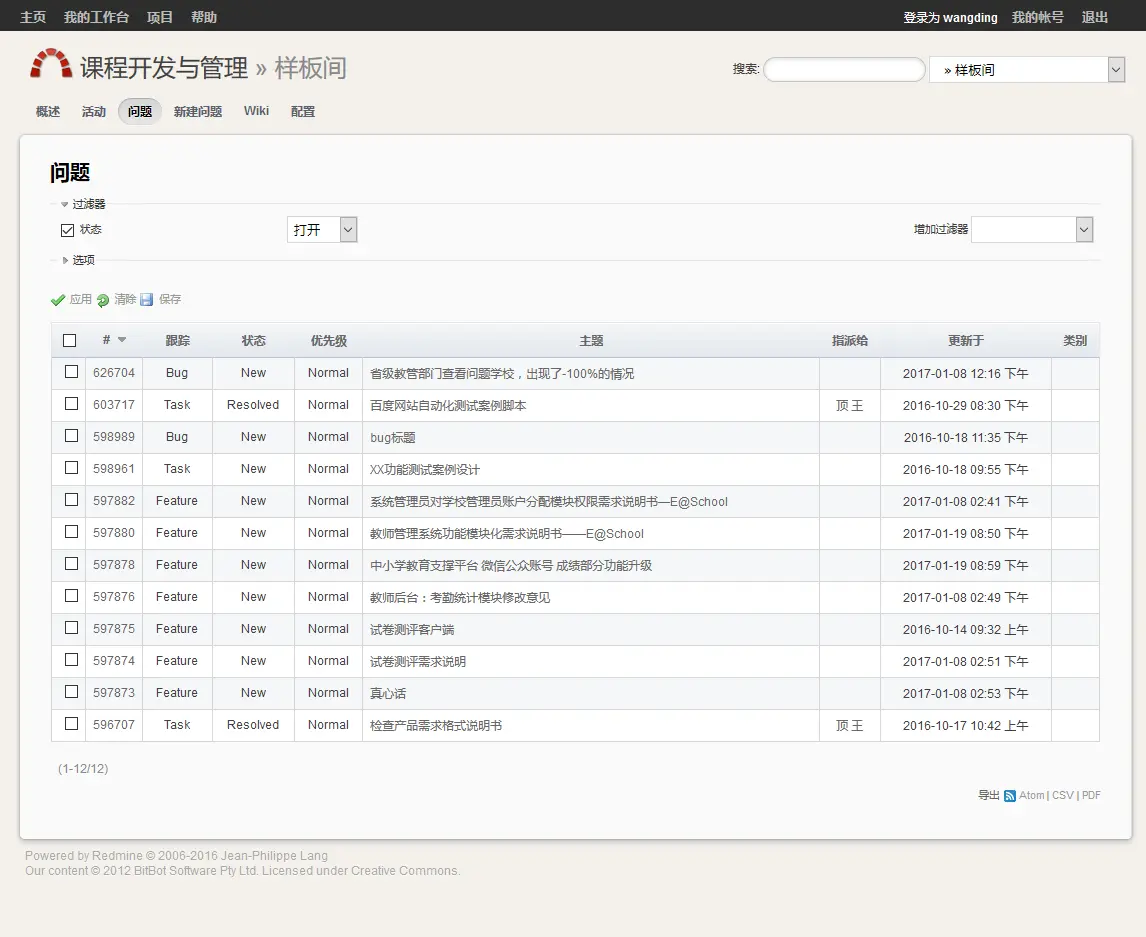 主页 我的工作台 项目 帮助 登录为 wangding 我的帐号 退出
课程开发与管理 » 样板间 搜索: » 样板间
概述 活动 问题 新建问题 Wiki 配置
问题
过滤器
状态 打开 增加过滤器
选项
应用 清除 保存
# 跟踪 状态 优先级 主题 指派给 更新于 类别
626704 Bug New Normal 省级教管部门查看问题学校，出现了-100%的情况 2017-01-08 12:16 下午
603717 Task Resolved Normal 百度网站自动化测试案例脚本 顶 王 2016-10-29 08:30 下午
598989 Bug New Normal bug标题 2016-10-18 11:35 下午
598961 Task New Normal XX功能测试案例设计 2016-10-18 09:55 下午
597882 Feature New Normal 系统管理员对学校管理员账户分配模块权限需求说明书—E@School 2017-01-08 02:41 下午
597880 Feature New Normal 教师管理系统功能模块化需求说明书——E@School 2017-01-19 08:50 下午
597878 Feature New Normal 中小学教育支撑平台 微信公众账号 成绩部分功能升级 2017-01-19 08:59 下午
597876 Feature New Normal 教师后台：考勤统计模块修改意见 2017-01-08 02:49 下午
597875 Feature New Normal 试卷测评客户端 2016-10-14 09:32 上午
597874 Feature New Normal 试卷测评需求说明 2017-01-08 02:51 下午
597873 Feature New Normal 真心话 2017-01-08 02:53 下午
596707 Task Resolved Normal 检查产品需求格式说明书 顶 王 2016-10-17 10:42 上午
(1-12/12)
导出 Atom | CSV | PDF
Powered by Redmine © 2006-2016 Jean-Philippe Lang
Our content © 2012 BitBot Software Pty Ltd. Licensed under Creative Commons.